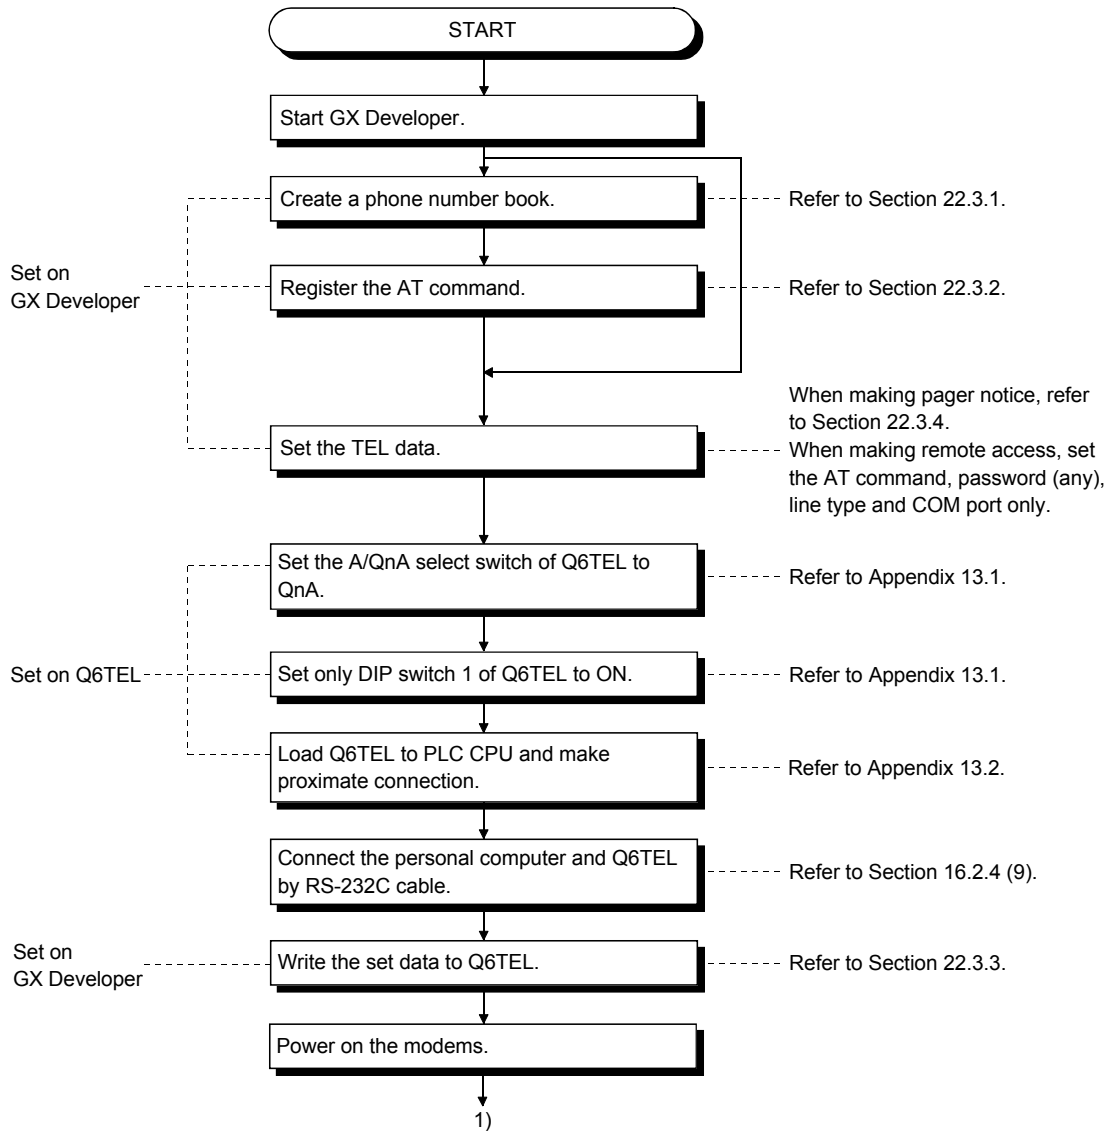 START
Start GX Developer.
Create a phone number book.
Refer to Section 22.3.1.
Set on
GX Developer
Register the AT command.
Refer to Section 22.3.2.
When making pager notice, refer
to Section 22.3.4.
When making remote access, set
the AT command, password (any),
line type and COM port only.
Set the TEL data.
Set the A/QnA select switch of Q6TEL to
QnA.
Refer to Appendix 13.1.
Set on Q6TEL
Set only DIP switch 1 of Q6TEL to ON.
Refer to Appendix 13.1.
Load Q6TEL to PLC CPU and make
proximate connection.
Refer to Appendix 13.2.
Connect the personal computer and Q6TEL
by RS-232C cable.
Refer to Section 16.2.4 (9).
Set on
GX Developer
Write the set data to Q6TEL.
Refer to Section 22.3.3.
Power on the modems.
1)